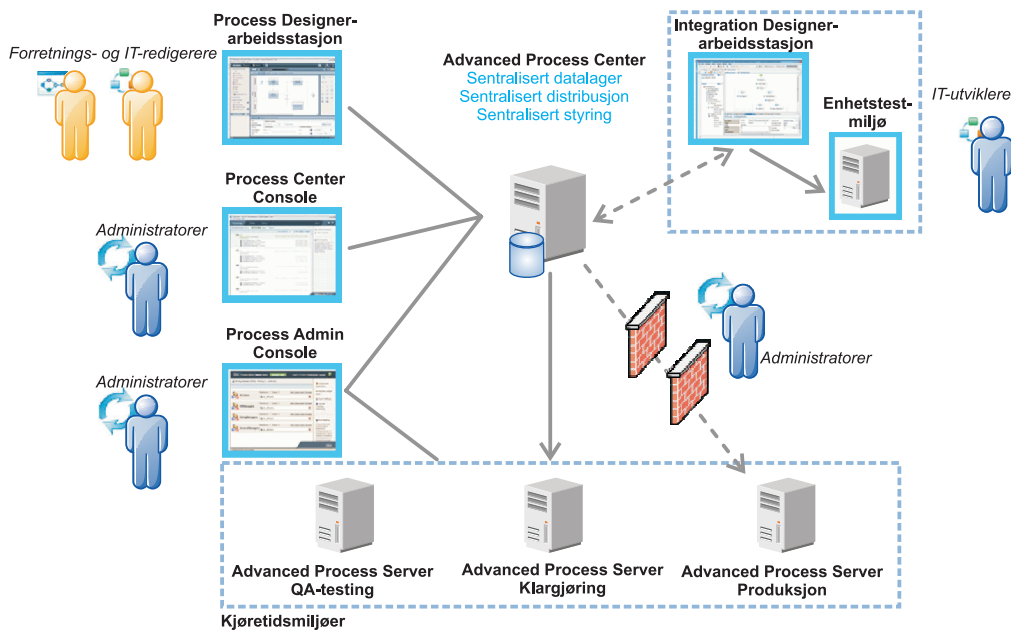 Process Designer-
arbeidsstasjon
Forretnings- og IT-redigerere
Advanced Process Center
Sentralisert datalager
Sentralisert distribusjon
Sentralisert styring
Integration Designer-
arbeidsstasjon
Enhetstest-
miljø
IT-utviklere
Process Center
Console
Administratorer
Process Admin
Console
Administratorer
Administratorer
Advanced Process Server
QA-testing
Advanced Process Server
Klargjøring
Advanced Process Server
Produksjon
Kjøretidsmiljøer